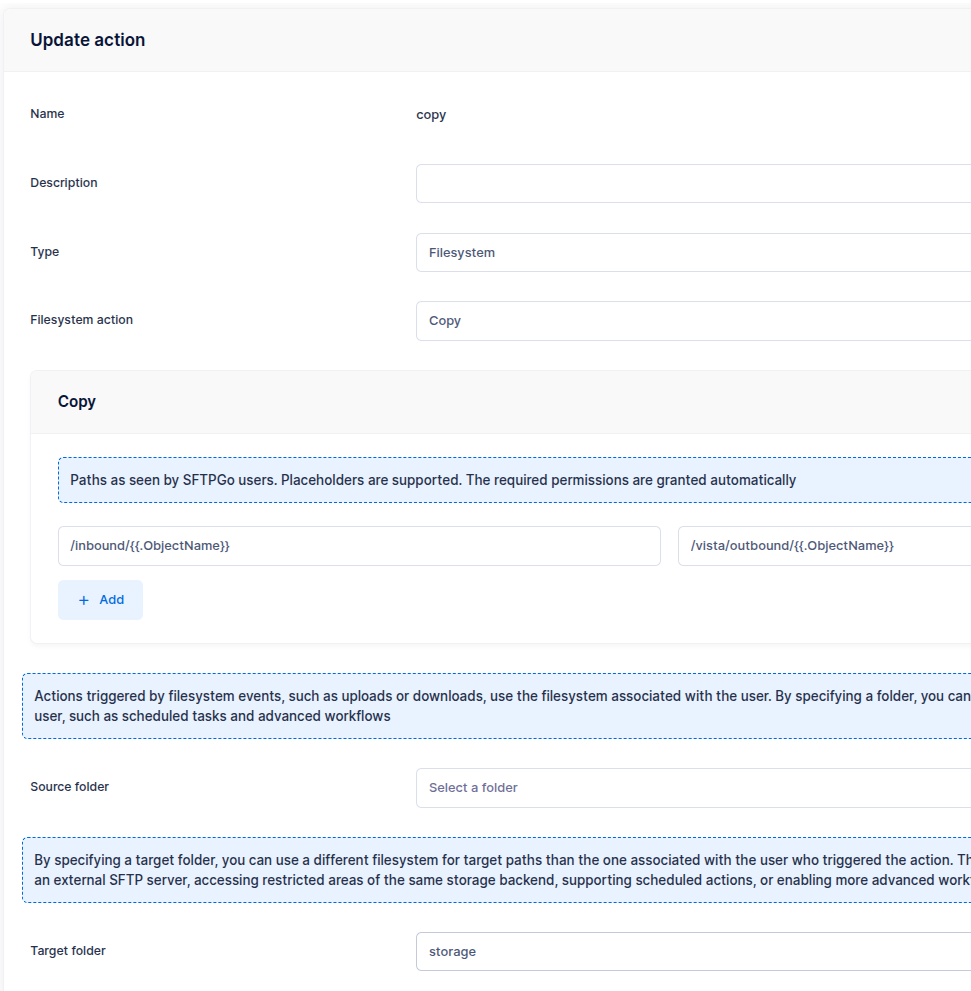 Update action
Name
copy
Description
Type
Filesystem
Filesystem action
Copy
Copy
Paths as seen by SFTPGo users. Placeholders are supported. The required permissions are granted automatically
/inbound/{{.ObjectName}}
/vista/outbound/{{.ObjectName}}
+ Add
Actions triggered by filesystem events, such as uploads or downloads, use the filesystem associated with the user. By specifying a folder, you can
user, such as scheduled tasks and advanced workflows
Source folder
Select a folder
By specifying a target folder, you can use a different filesystem for target paths than the one associated with the user who triggered the action.
an external SFTP server, accessing restricted areas of the same storage backend, supporting scheduled actions, or enabling more advanced
Target folder
storage